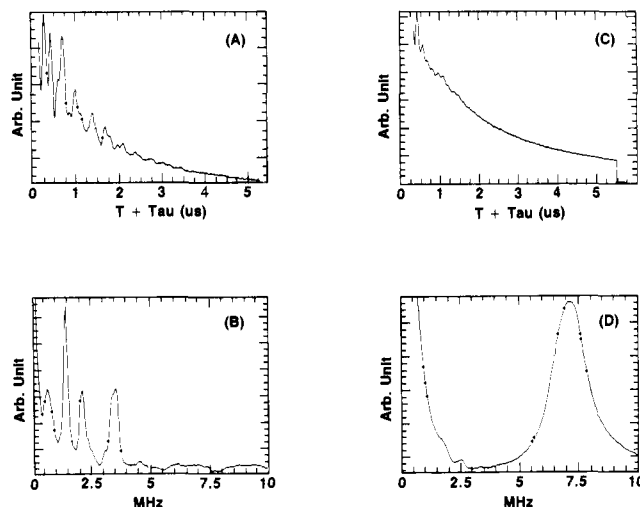 (A)
Arb. Unit
0 1 2 3 4 5
T + Tau (us)
(C)
Arb. Unit
0 1 2 3 4 5
T + Tau (us)
(B)
Arb. Unit
0 2.5 5 7.5 10
MHz
(D)
Arb. Unit
0 2.5 5 7.5 10
MHz